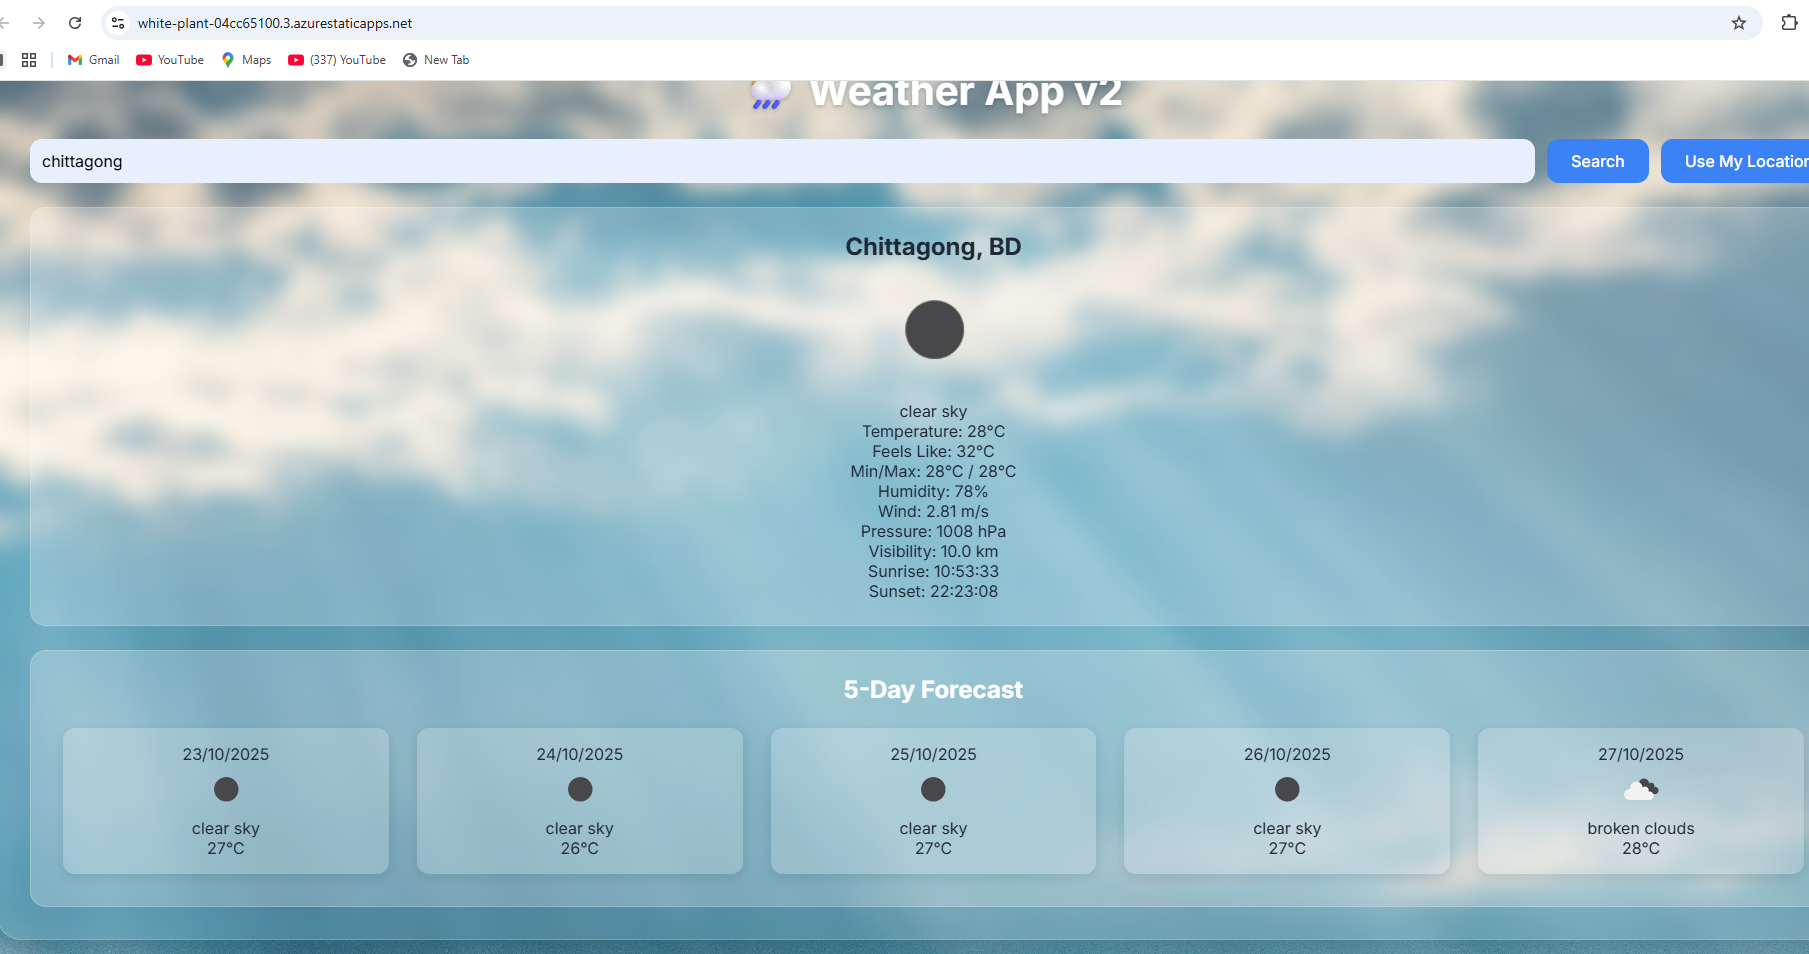 white-plant-04cc65100.3.azurestaticapps.net
Gmail YouTube Maps (337) YouTube New Tab
Weather App v2
chittagong Search Use My Location
Chittagong, BD
clear sky
Temperature: 28°C
Feels Like: 32°C
Min/Max: 28°C / 28°C
Humidity: 78%
Wind: 2.81 m/s
Pressure: 1008 hPa
Visibility: 10.0 km
Sunrise: 10:53:33
Sunset: 22:23:08
5-Day Forecast
23/10/2025 24/10/2025 25/10/2025 26/10/2025 27/10/2025
clear sky clear sky clear sky clear sky broken clouds
27°C 26°C 27°C 27°C 28°C